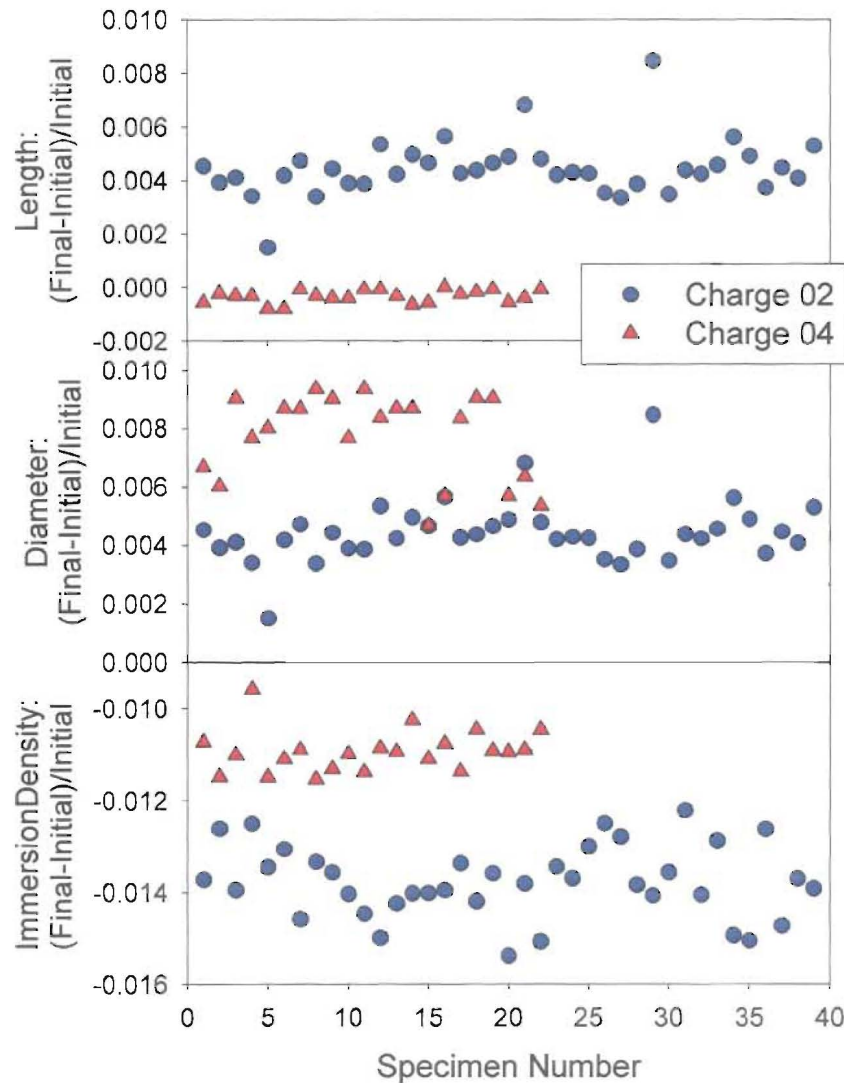 0.010
0.008
0.006
0.004
0.002
0.000
-0.002
Length:
(Final-Initial)/Initial
Charge 02
Charge 04
0.010
0.008
0.006
0.004
0.002
0.000
Diameter:
(Final-Initial)/Initial
-0.010
-0.012
-0.014
-0.016
ImmersionDensity:
(Final-Initial)/Initial
0 5 10 15 20 25 30 35 40
Specimen Number